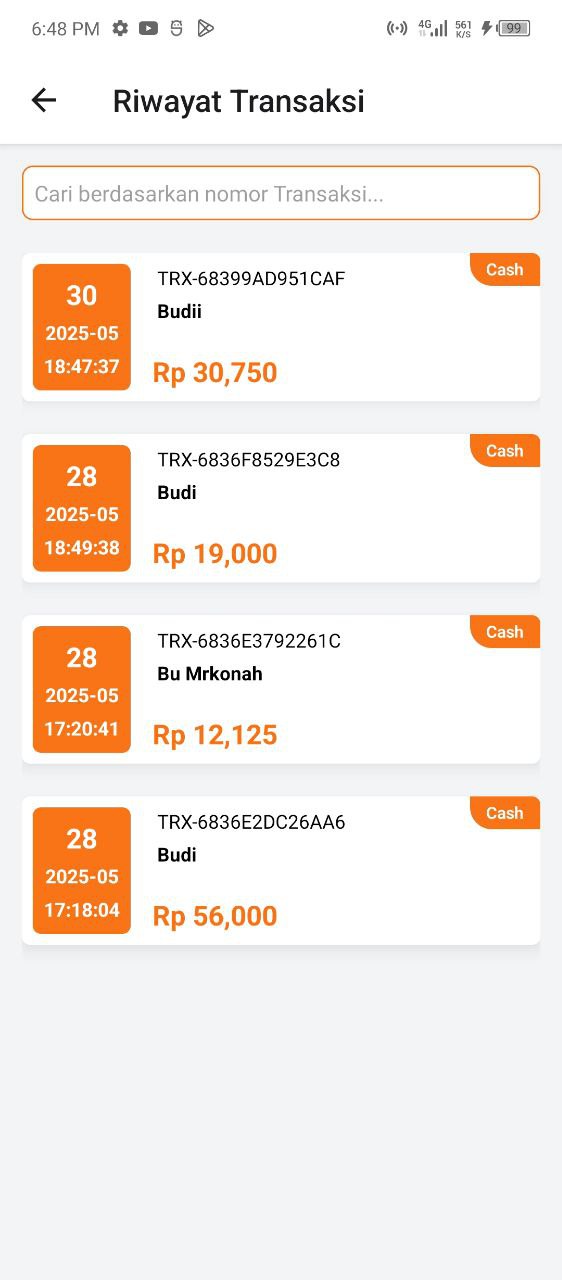 6:48 PM 4G 561 K/S 99
Riwayat Transaksi
Cari berdasarkan nomor Transaksi...
30
2025-05
18:47:37
TRX-68399AD951CAF
Budii
Rp 30,750
Cash
28
2025-05
18:49:38
TRX-6836F8529E3C8
Budi
Rp 19,000
Cash
28
2025-05
17:20:41
TRX-6836E3792261C
Bu Mrkonah
Rp 12,125
Cash
28
2025-05
17:18:04
TRX-6836E2DC26AA6
Budi
Rp 56,000
Cash